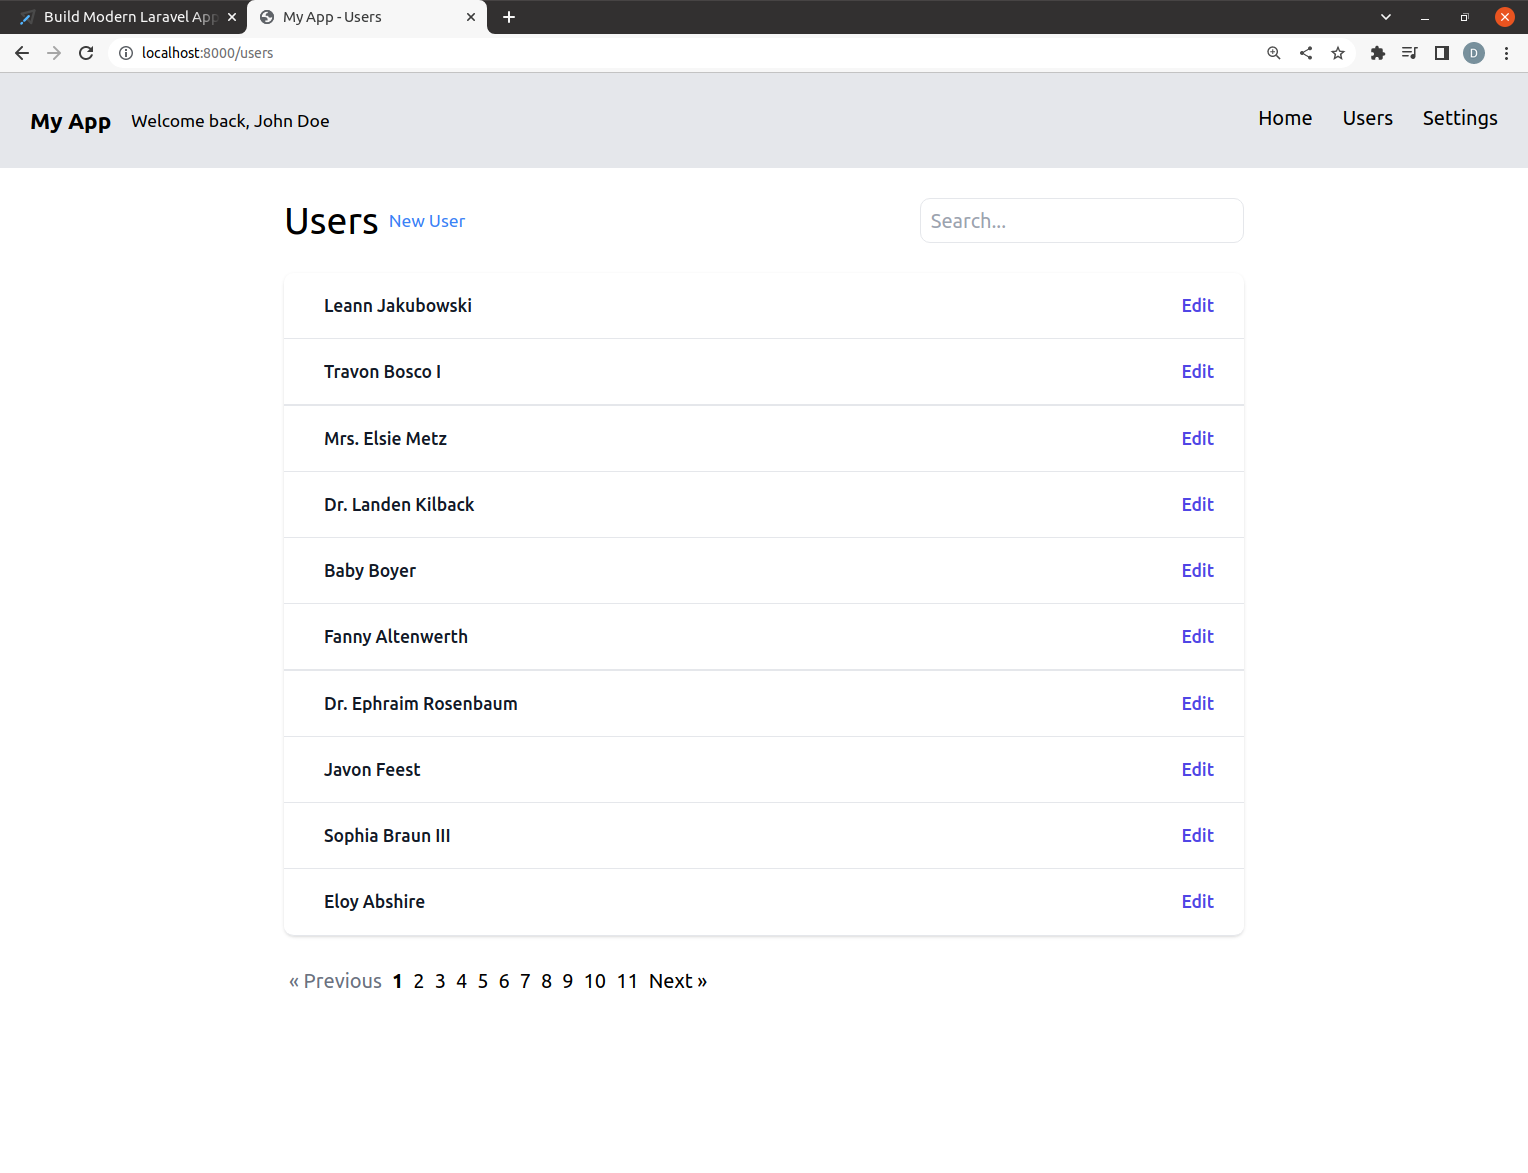 Build Modern Laravel App
My App - Users
localhost:8000/users
D
My App Welcome back, John Doe Home Users Settings
Users New User Search...
Leann Jakubowski Edit
Travon Bosco I Edit
Mrs. Elsie Metz Edit
Dr. Landen Kilback Edit
Baby Boyer Edit
Fanny Altenwerth Edit
Dr. Ephraim Rosenbaum Edit
Javon Feest Edit
Sophia Braun III Edit
Eloy Abshire Edit
« Previous 1 2 3 4 5 6 7 8 9 10 11 Next »